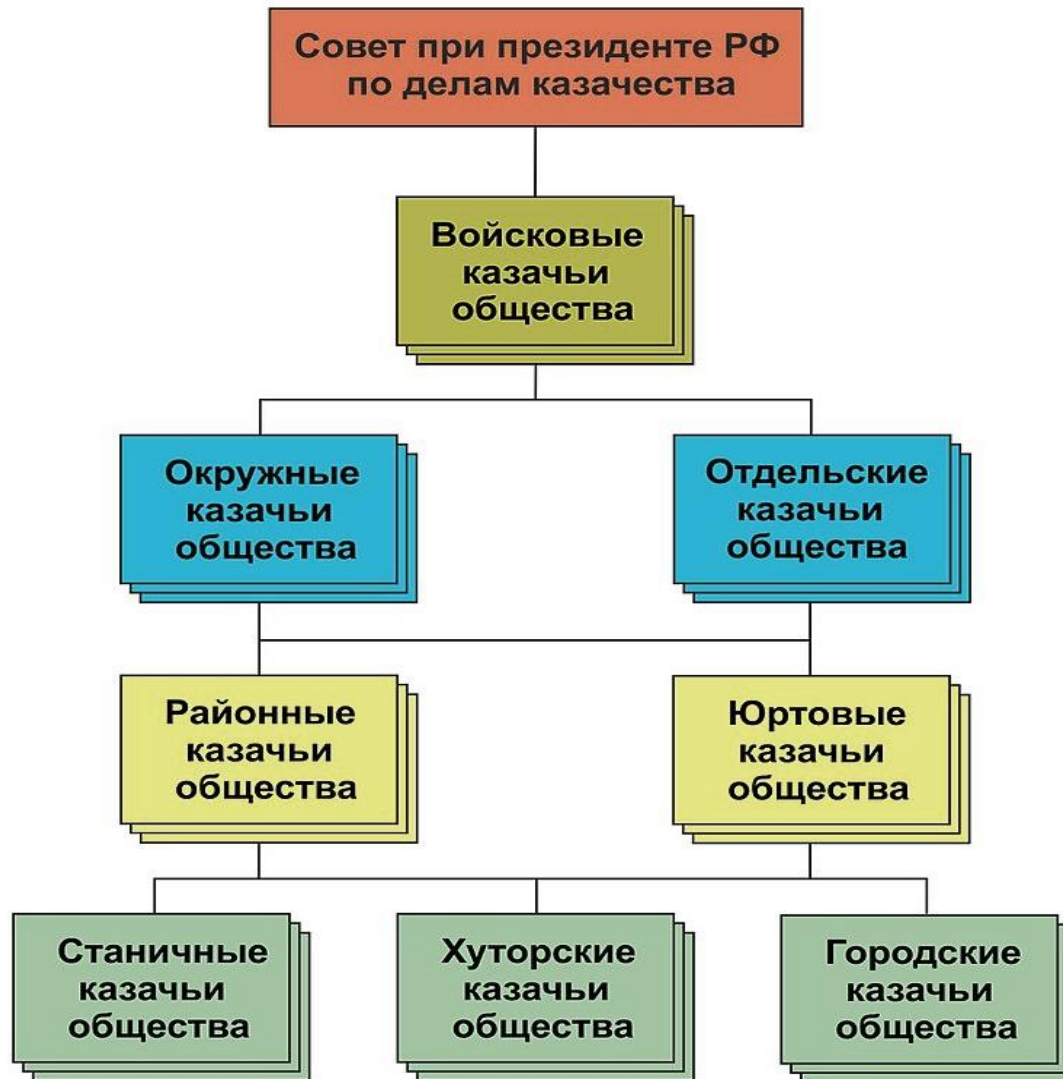 Совет при президенте РФ
по делам казачества
Войсковые
казачьи
общества
Окружные
казачьи
общества
Отдельские
казачьи
общества
Районные
казачьи
общества
Юртовые
казачьи
общества
Станичные
казачьи
общества
Хуторские
казачьи
общества
Городские
казачьи
общества